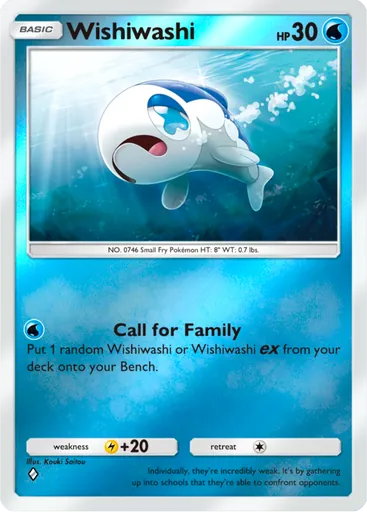 BASIC Wishiwashi HP 30
NO. 0746 Small Fry Pokémon HT: 8" WT: 0.7 lbs.
Call for Family
Put 1 random Wishiwashi or Wishiwashi ex from your
deck onto your Bench.
weakness +20 retreat
Illus. Kouki Saitou
Individually, they're incredibly weak. It's by gathering
up into schools that they're able to confront opponents.